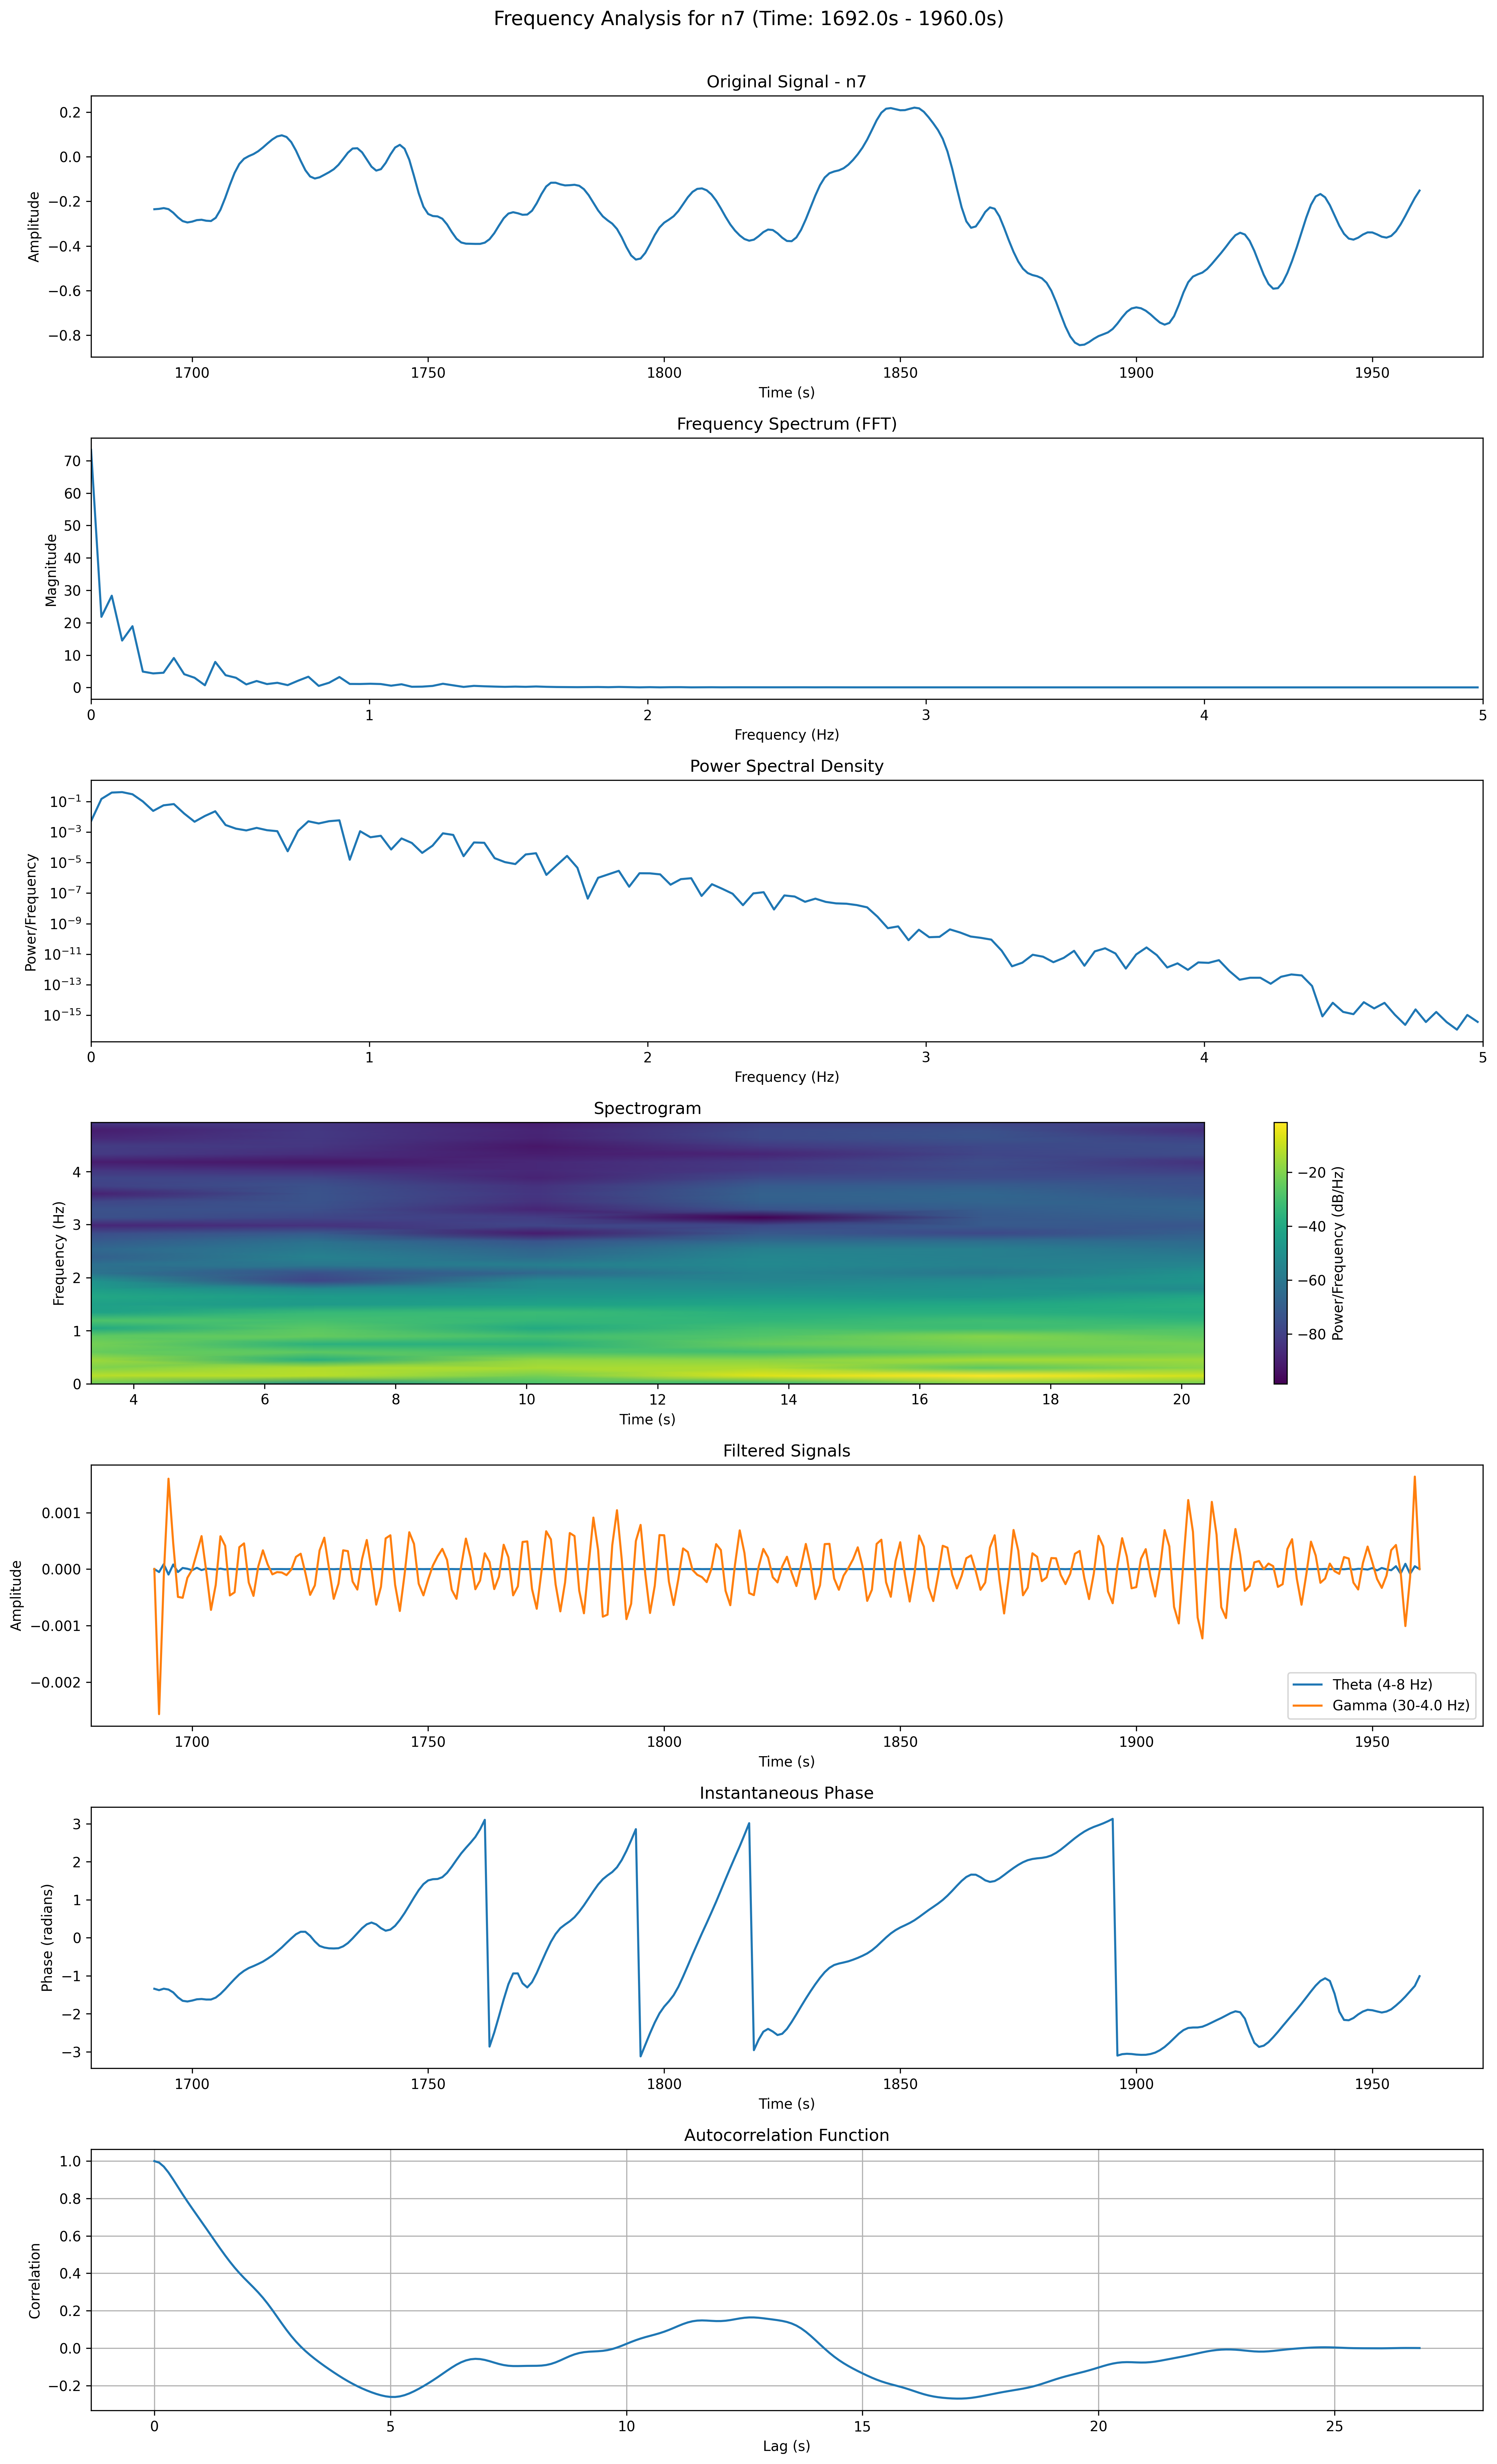 Frequency Analysis for n7 (Time: 1692.0s - 1960.0s)
Original Signal - n7
0.2
0.0
−0.2
−0.4
−0.6
−0.8
Amplitude
1700 1750 1800 1850 1900 1950
Time (s)
Frequency Spectrum (FFT)
70
60
50
40
30
20
10
0
Magnitude
0 1 2 3 4 5
Frequency (Hz)
Power Spectral Density
10⁻¹
10⁻³
10⁻⁵
10⁻⁷
10⁻⁹
10⁻¹¹
10⁻¹³
10⁻¹⁵
Power/Frequency
0 1 2 3 4 5
Frequency (Hz)
Spectrogram
4
3
2
1
0
Frequency (Hz)
4 6 8 10 12 14 16 18 20
Time (s)
−20
−40
−60
−80
Power/Frequency (dB/Hz)
Filtered Signals
0.001
0.000
−0.001
−0.002
Amplitude
Theta (4-8 Hz)
Gamma (30-4.0 Hz)
1700 1750 1800 1850 1900 1950
Time (s)
Instantaneous Phase
3
2
1
0
−1
−2
−3
Phase (radians)
1700 1750 1800 1850 1900 1950
Time (s)
Autocorrelation Function
1.0
0.8
0.6
0.4
0.2
0.0
−0.2
Correlation
0 5 10 15 20 25
Lag (s)